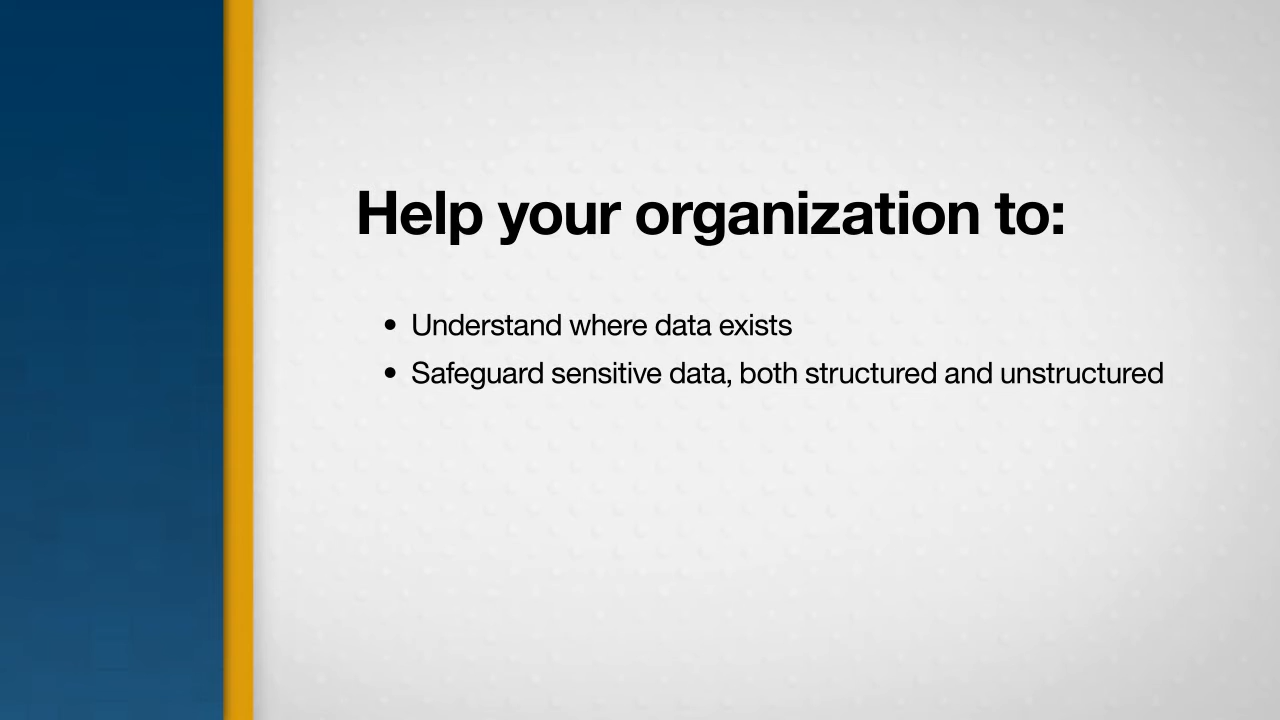 Help your organization to:
• Understand where data exists
• Safeguard sensitive data, both structured and unstructured